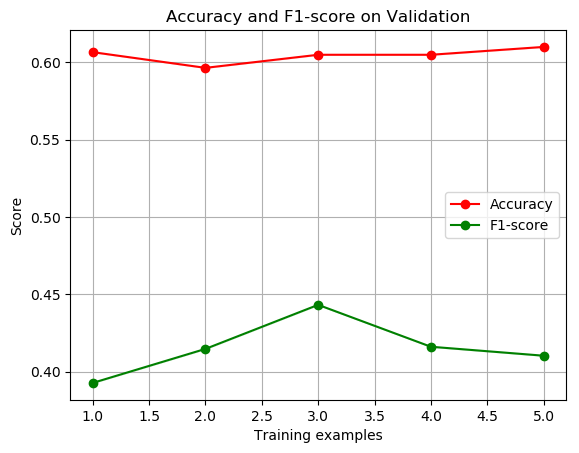 Accuracy and F1-score on Validation
0.60
0.55
0.50
0.45
0.40
Score
Accuracy
F1-score
1.0 1.5 2.0 2.5 3.0 3.5 4.0 4.5 5.0
Training examples